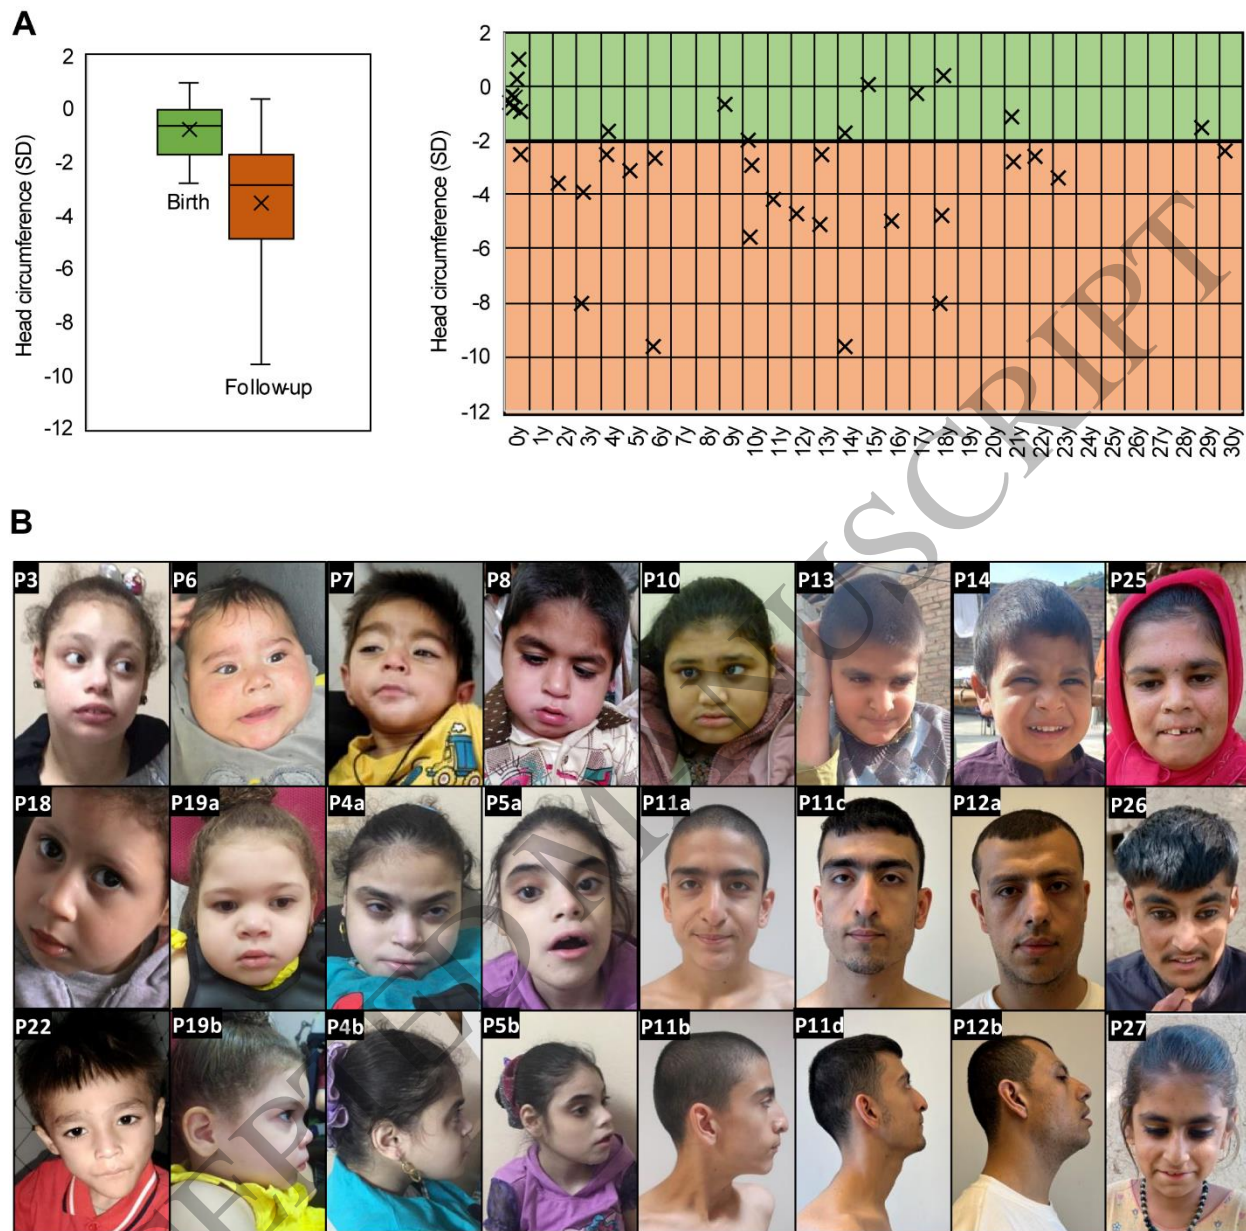 A
Head circumference (SD)
2
0
-2
-4
-6
-8
-10
-12
Birth
Follow-up
Head circumference (SD)
2
0
-2
-4
-6
-8
-10
-12
0y 1y 2y 3y 4y 5y 6y 7y 8y 9y 10y 11y 12y 13y 14y 15y 16y 17y 18y 19y 20y 21y 22y 23y 24y 25y 26y 27y 28y 29y 30y
B
P3 P6 P7 P8 P10 P13 P14 P25
P18 P19a P4a P5a P11a P11c P12a P26
P22 P19b P4b P5b P11b P11d P12b P27